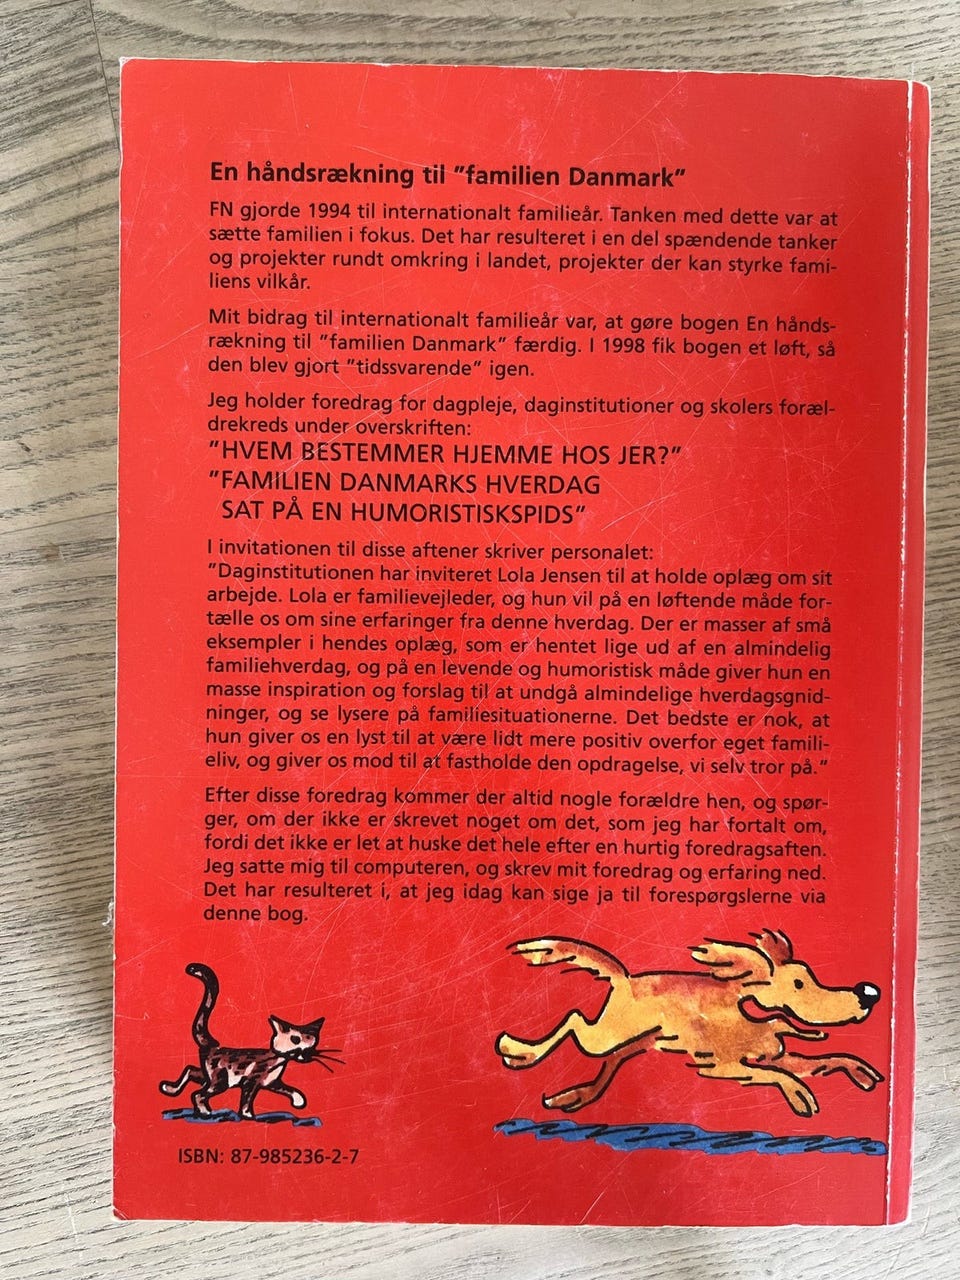 En håndsrækning til "familien Danmark"
FN gjorde 1994 til internationalt familieår. Tanken med dette var at
sætte familien i fokus. Det har resulteret i en del spændende tanker
og projekter rundt omkring i landet, projekter der kan styrke fami-
liens vilkår.
Mit bidrag til internationalt familieår var, at gøre bogen En hånds-
rækning til "familien Danmark" færdig. I 1998 fik bogen et løft, så
den blev gjort "tidssvarende" igen.
Jeg holder foredrag for dagpleje, daginstitutioner og skolers foræl-
drekreds under overskriften:
"HVEM BESTEMMER HJEMME HOS JER?"
"FAMILIEN DANMARKS HVERDAG
SAT PÅ EN HUMORISTISKSPIDS"
I invitationen til disse aftener skriver personalet:
"Daginstitutionen har inviteret Lola Jensen til at holde oplæg om sit
arbejde. Lola er familievejleder, og hun vil på en løftende måde for-
tælle os om sine erfaringer fra denne hverdag. Der er masser af små
eksempler i hendes oplæg, som er hentet lige ud af en almindelig
familiehverdag, og på en levende og humoristisk måde giver hun en
masse inspiration og forslag til at undgå almindelige hverdagsgnid-
ninger, og se lysere på familiesituationerne. Det bedste er nok, at
hun giver os en lyst til at være lidt mere positiv overfor eget famili-
eliv, og giver os mod til at fastholde den opdragelse, vi selv tror på."
Efter disse foredrag kommer der altid nogle forældre hen, og spør-
ger, om der ikke er skrevet noget om det, som jeg har fortalt om,
fordi det ikke er let at huske det hele efter en hurtig foredragsaften.
Jeg satte mig til computeren, og skrev mit foredrag og erfaring ned.
Det har resulteret i, at jeg idag kan sige ja til forespørgslerne via
denne bog.
ISBN: 87-985236-2-7